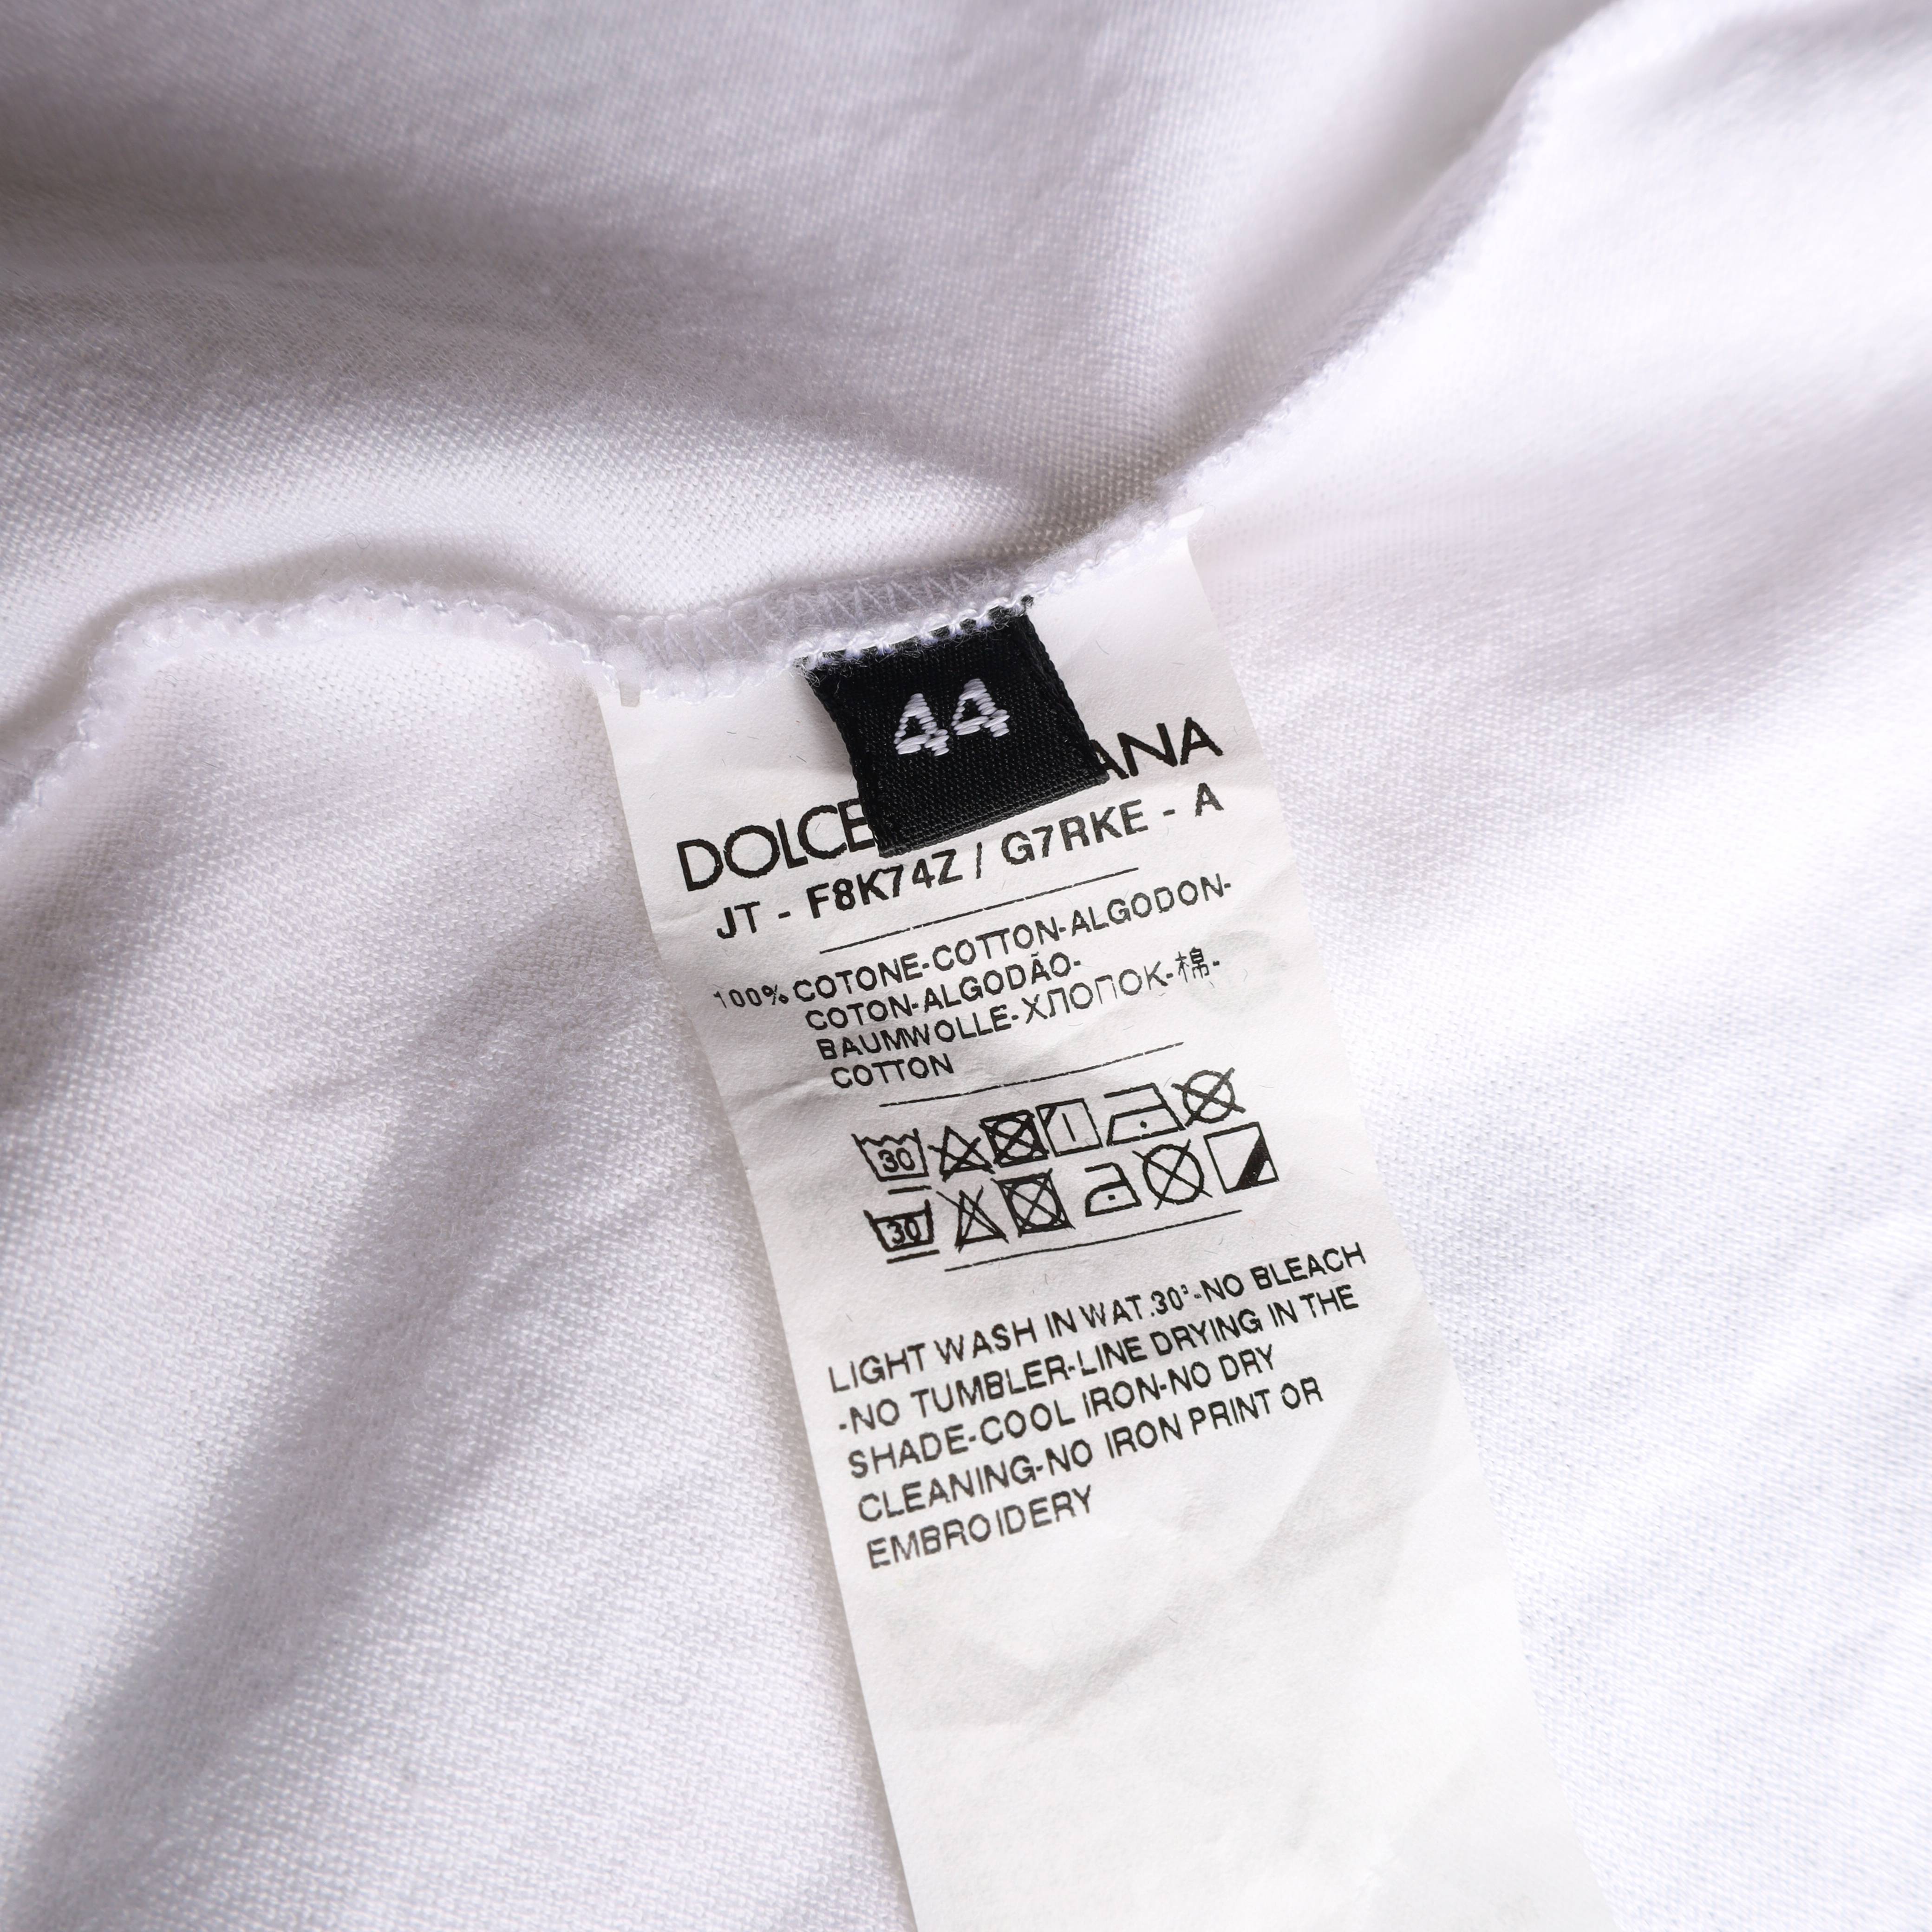 44
DOLCE ANA
JT - F8K74Z / G7RKE - A
100% COTONE-COTTON-ALGODON-
COTON-ALGODÃO-
BAUMWOLLE-ХЛОПОК-棉-
COTTON
30
30
LIGHT WASH IN WAT.30°-NO BLEACH
-NO TUMBLER-LINE DRYING IN THE
SHADE-COOL IRON-NO DRY
CLEANING-NO IRON PRINT OR
EMBROIDERY